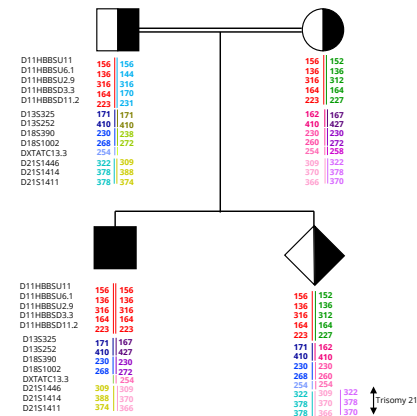 D11HBBSU11 156 156 156 152
D11HBBSU6.1 136 144 136 136
D11HBBSU2.9 316 316 316 312
D11HBBSD3.3 164 170 164 164
D11HBBSD11.2 223 231 223 227
D13S325 171 171 162 167
D13S252 410 410 410 427
D18S390 230 238 230 230
D18S1002 268 272 260 272
DXTATC13.3 254 254 258
D21S1446 322 309 309 322
D21S1414 378 388 370 378
D21S1411 378 374 366 370
D11HBBSU11 156 156 156 152
D11HBBSU6.1 136 136 136 136
D11HBBSU2.9 316 316 316 312
D11HBBSD3.3 164 164 164 164
D11HBBSD11.2 223 223 223 227
D13S325 171 167 171 162
D13S252 410 427 410 410
D18S390 230 230 230 230
D18S1002 268 272 268 260
DXTATC13.3 254 254 254
D21S1446 309 309 322 309 322
D21S1414 388 370 378 370 378
D21S1411 374 366 378 366 370
Trisomy 21